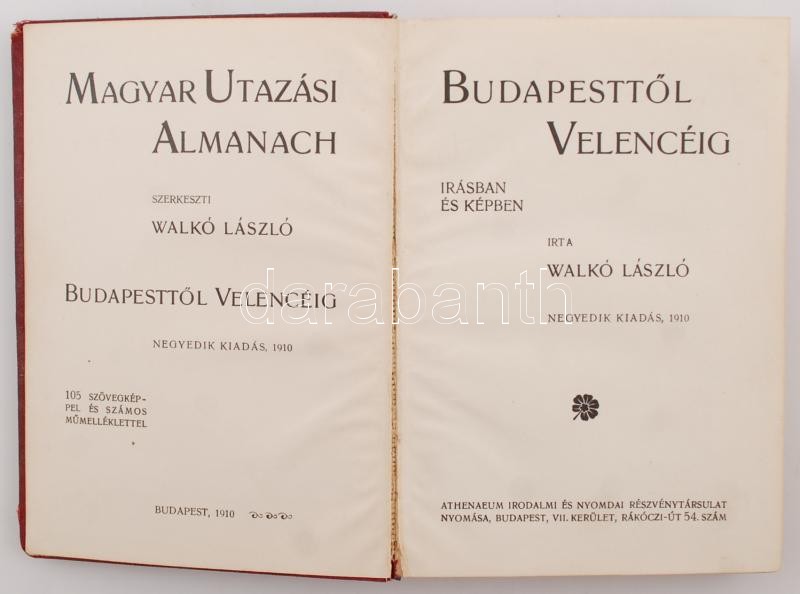 MAGYAR UTAZÁSI
ALMANACH
SZERKESZTI
WALKÓ LÁSZLÓ
BUDAPESTTŐL VELENCÉIG
NEGYEDIK KIADÁS, 1910
105 SZÖVEGKÉP-
PEL ÉS SZÁMOS
MŰMELLÉKLETTEL
BUDAPEST, 1910
BUDAPESTTŐL
VELENCÉIG
IRÁSBAN
ÉS KÉPBEN
IRTA
WALKÓ LÁSZLÓ
NEGYEDIK KIADÁS, 1910
ATHENAEUM IRODALMI ÉS NYOMDAI RÉSZVÉNYTÁRSULAT
NYOMÁSA, BUDAPEST, VII. KERÜLET, RÁKÓCZI-ÚT 54. SZÁM
darabanth